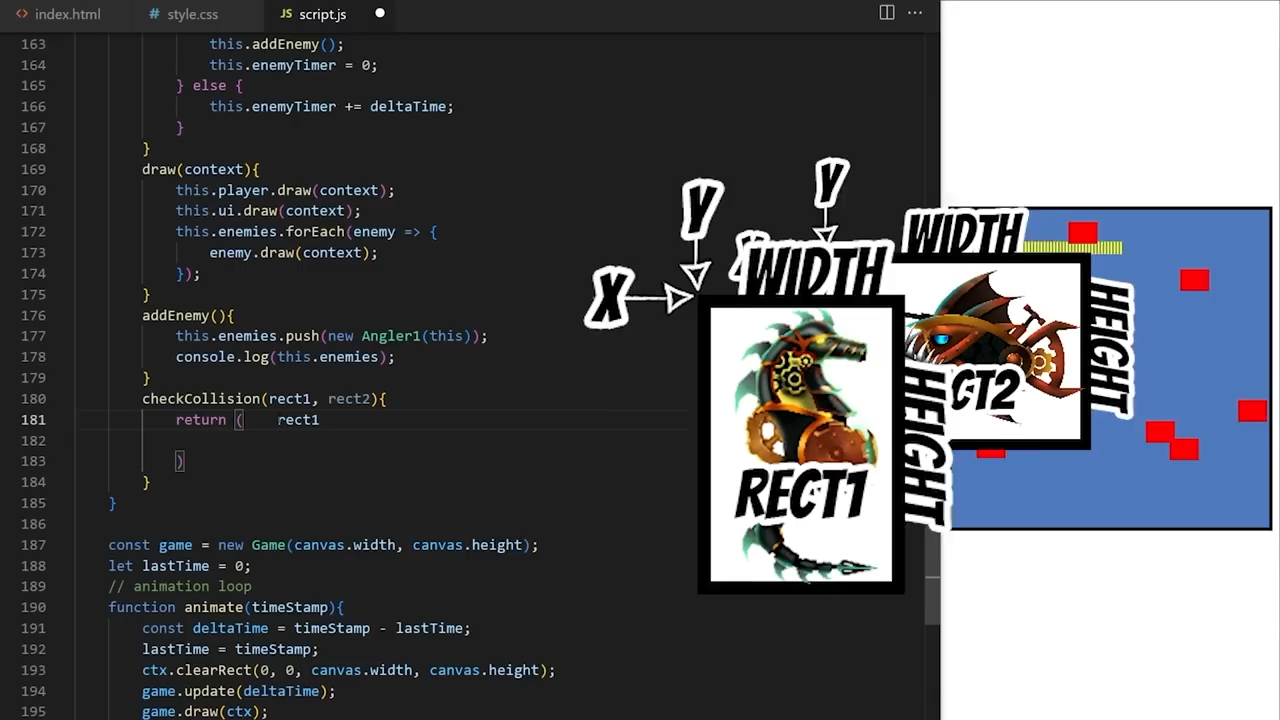 index.html
style.css
JS script.js
163 this.addEnemy();
164 this.enemyTimer = 0;
165 } else {
166 this.enemyTimer += deltaTime;
167 }
168 }
169 draw(context){
170 this.player.draw(context);
171 this.ui.draw(context);
172 this.enemies.forEach(enemy => {
173 enemy.draw(context);
174 });
175 }
176 addEnemy(){
177 this.enemies.push(new Angler1(this));
178 console.log(this.enemies);
179 }
180 checkCollision(rect1, rect2){
181 return ( rect1
182
183 )
184 }
185 }
186
187 const game = new Game(canvas.width, canvas.height);
188 let lastTime = 0;
189 // animation loop
190 function animate(timeStamp){
191 const deltaTime = timeStamp - lastTime;
192 lastTime = timeStamp;
193 ctx.clearRect(0, 0, canvas.width, canvas.height);
194 game.update(deltaTime);
195 game.draw(ctx);
Y
X
WIDTH
HEIGHT
RECT1
Y
WIDTH
HEIGHT
CT2